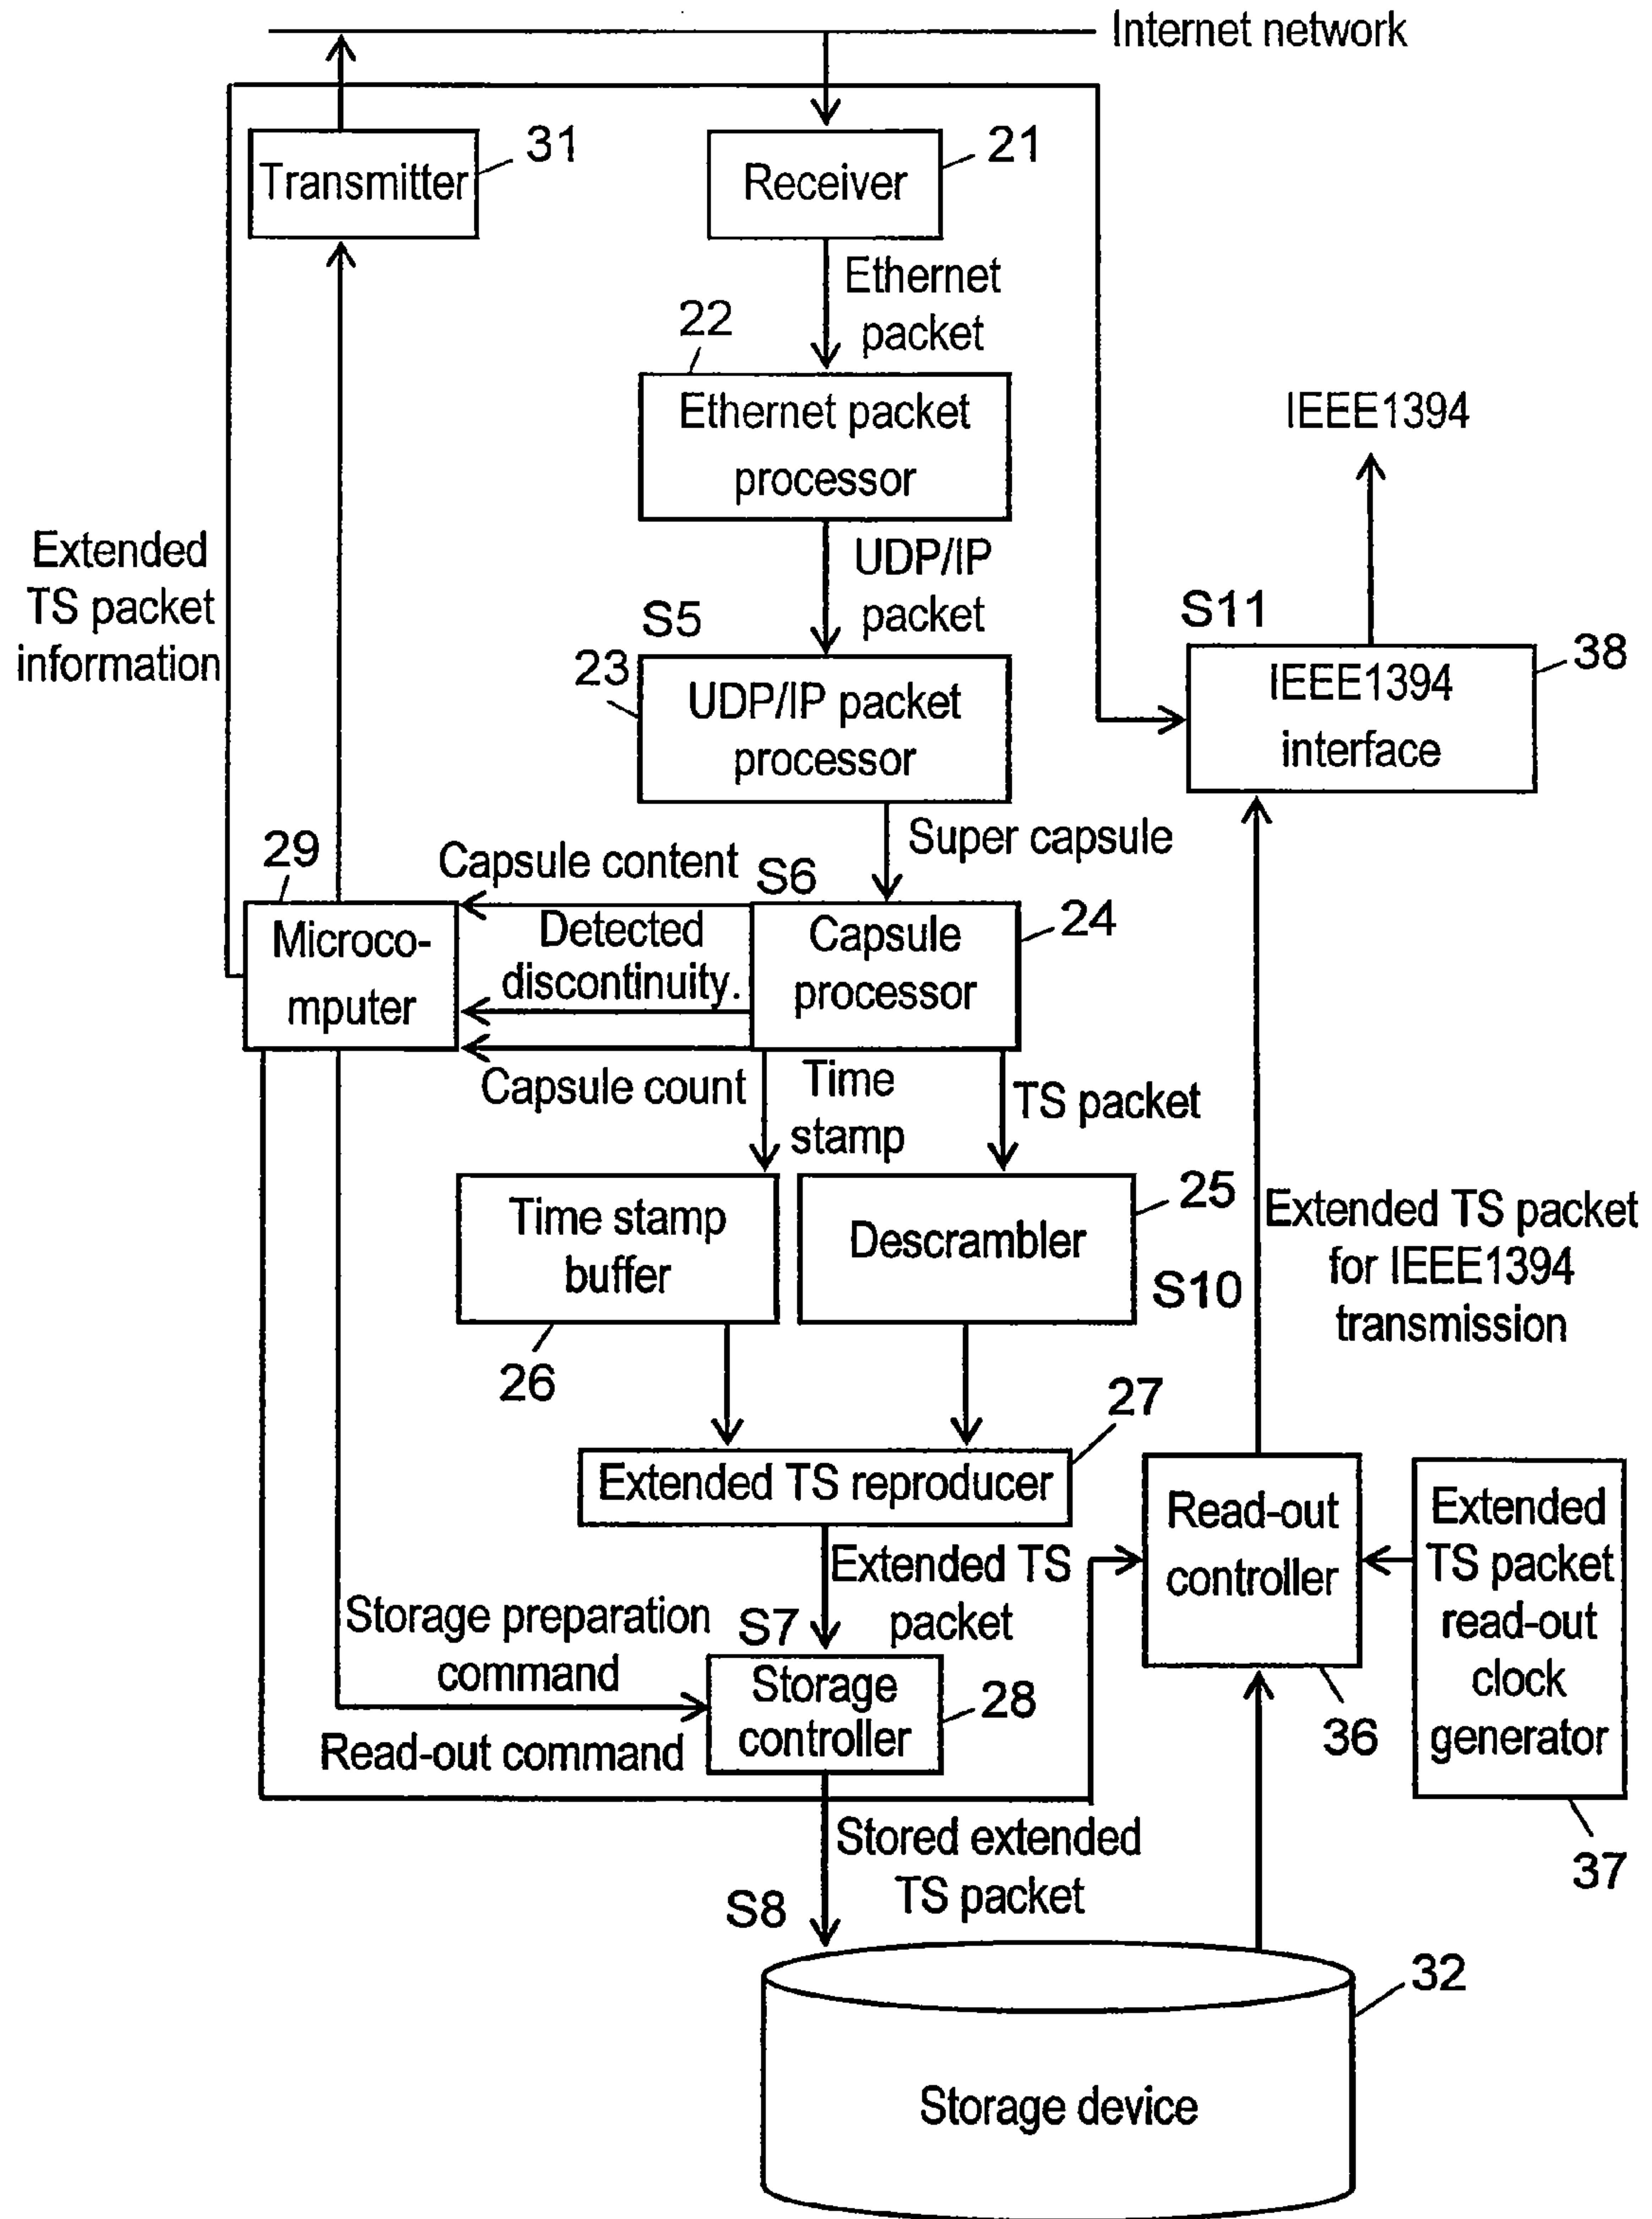 Internet network
31
Transmitter
21
Receiver
Ethernet
packet
22
Ethernet packet
processor
IEEE1394
Extended
TS packet
information
UDP/IP
packet
S5
S11
23
UDP/IP packet
processor
38
IEEE1394
interface
Super capsule
29
Capsule content
S6
Microco-
mputer
Detected
discontinuity.
Capsule
processor
24
Capsule count
Time
stamp
TS packet
Time stamp
buffer
26
Descrambler
25
S10
Extended TS packet
for IEEE1394
transmission
27
Extended TS reproducer
Extended TS
packet
Read-out
controller
36
Extended
TS packet
read-out
clock
generator
37
Storage preparation
command
S7
Storage
controller
28
Read-out command
Stored extended
TS packet
S8
32
Storage device